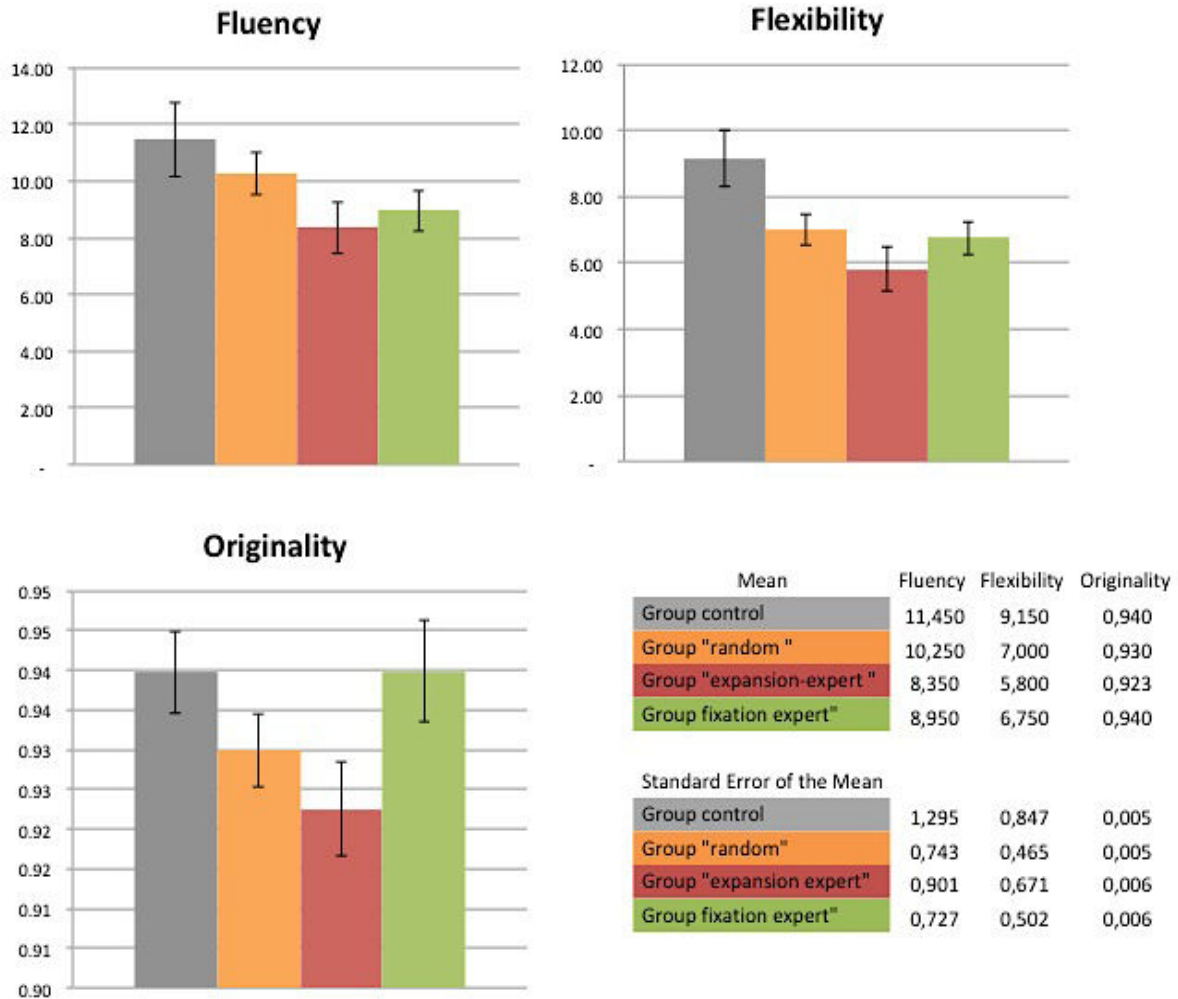 Fluency
14.00
12.00
10.00
8.00
6.00
4.00
2.00
-
Flexibility
12.00
10.00
8.00
6.00
4.00
2.00
-
Originality
0.95
0.95
0.94
0.94
0.93
0.93
0.92
0.92
0.91
0.91
0.90
Mean Fluency Flexibility Originality
Group control 11,450 9,150 0,940
Group "random " 10,250 7,000 0,930
Group "expansion-expert " 8,350 5,800 0,923
Group fixation expert" 8,950 6,750 0,940
Standard Error of the Mean
Group control 1,295 0,847 0,005
Group "random" 0,743 0,465 0,005
Group "expansion expert" 0,901 0,671 0,006
Group fixation expert" 0,727 0,502 0,006